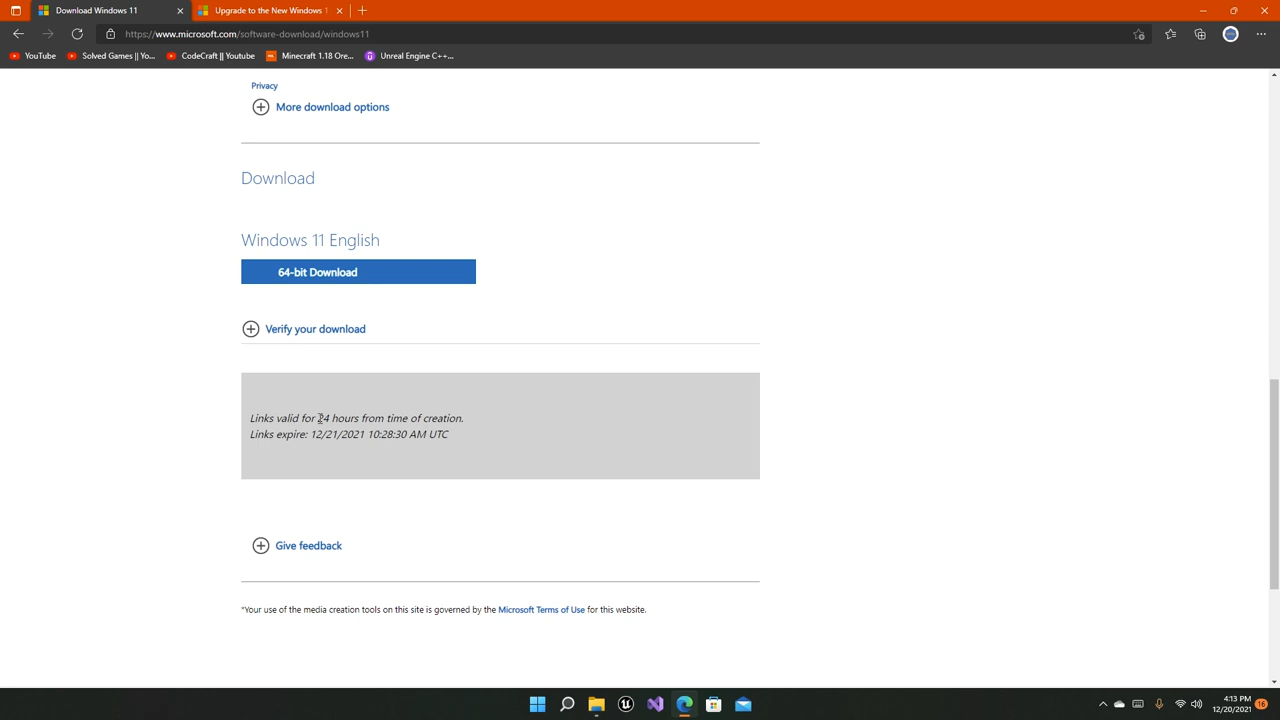 Download Windows 11
Upgrade to the New Windows 1
https://www.microsoft.com/software-download/windows11
YouTube
Solved Games || Yo...
CodeCraft || Youtube
Minecraft 1.18 Ore...
Unreal Engine C++...
Privacy
More download options
Download
Windows 11 English
64-bit Download
Verify your download
Links valid for 24 hours from time of creation.
Links expire: 12/21/2021 10:28:30 AM UTC
Give feedback
*Your use of the media creation tools on this site is governed by the Microsoft Terms of Use for this website.
4:13 PM
12/20/2021
16